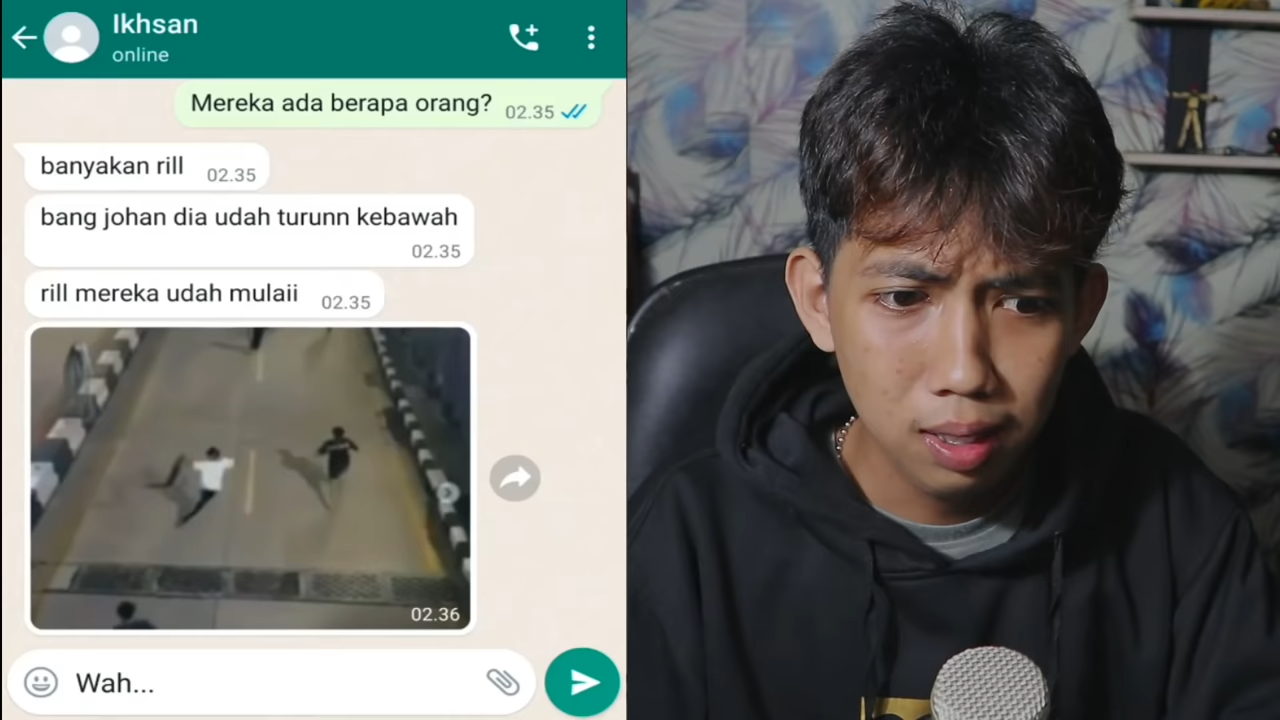 Ikhsan
online
Mereka ada berapa orang? 02.35
banyakan rill 02.35
bang johan dia udah turunn kebawah
02.35
rill mereka udah mulaii 02.35
02.36
Wah...